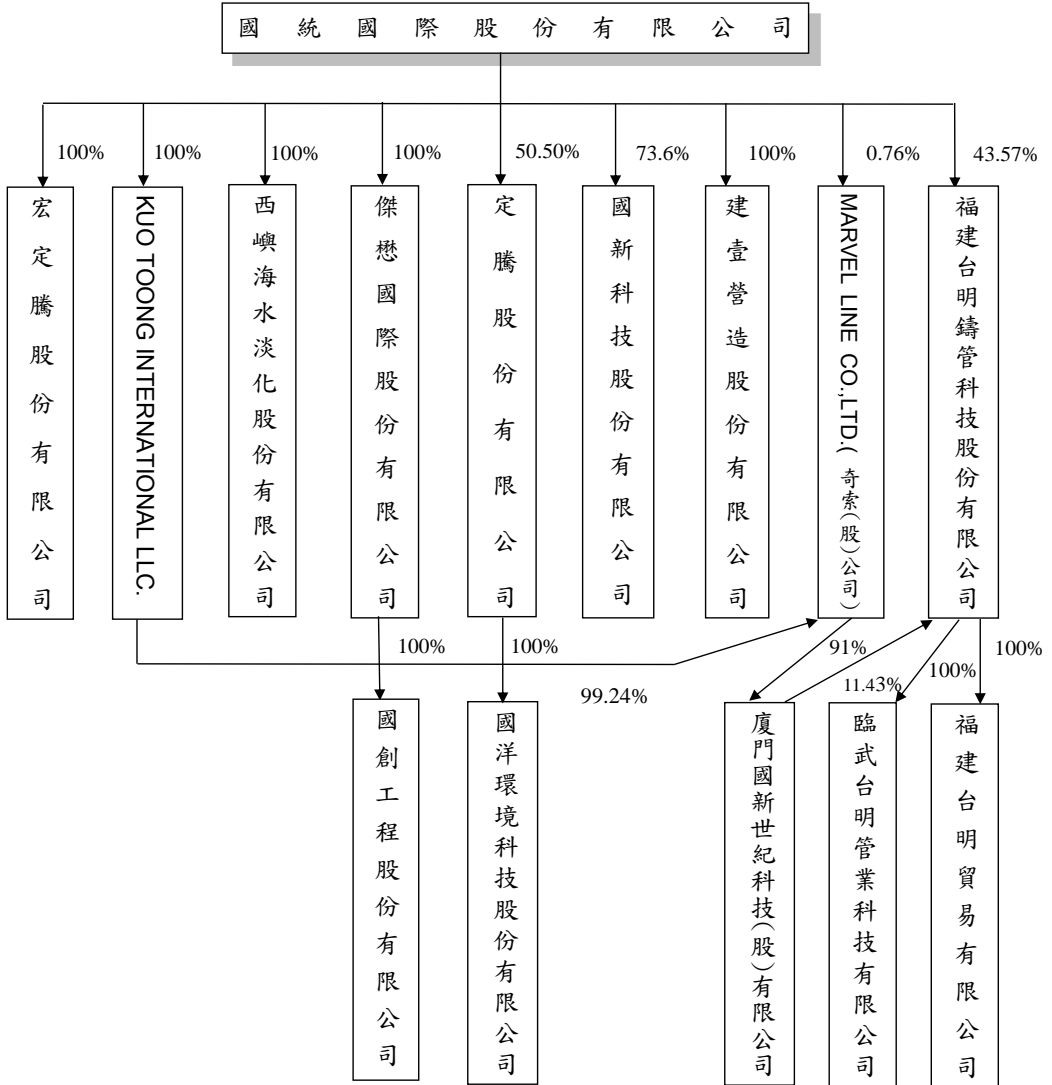 國統國際股份有限公司
100%
100%
100%
100%
50.50%
73.6%
100%
0.76%
43.57%
宏定騰股份有限公司
KUO TOONG INTERNATIONAL LLC.
西嶼海水淡化股份有限公司
傑懋國際股份有限公司
定騰股份有限公司
國新科技股份有限公司
建壹營造股份有限公司
MARVEL LINE CO.,LTD.(奇索(股)公司)
福建台明鑄管科技股份有限公司
100%
100%
99.24%
91%
11.43%
100%
100%
國創工程股份有限公司
國洋環境科技股份有限公司
廈門國新世紀科技(股)有限公司
臨武台明管業科技有限公司
福建台明貿易有限公司